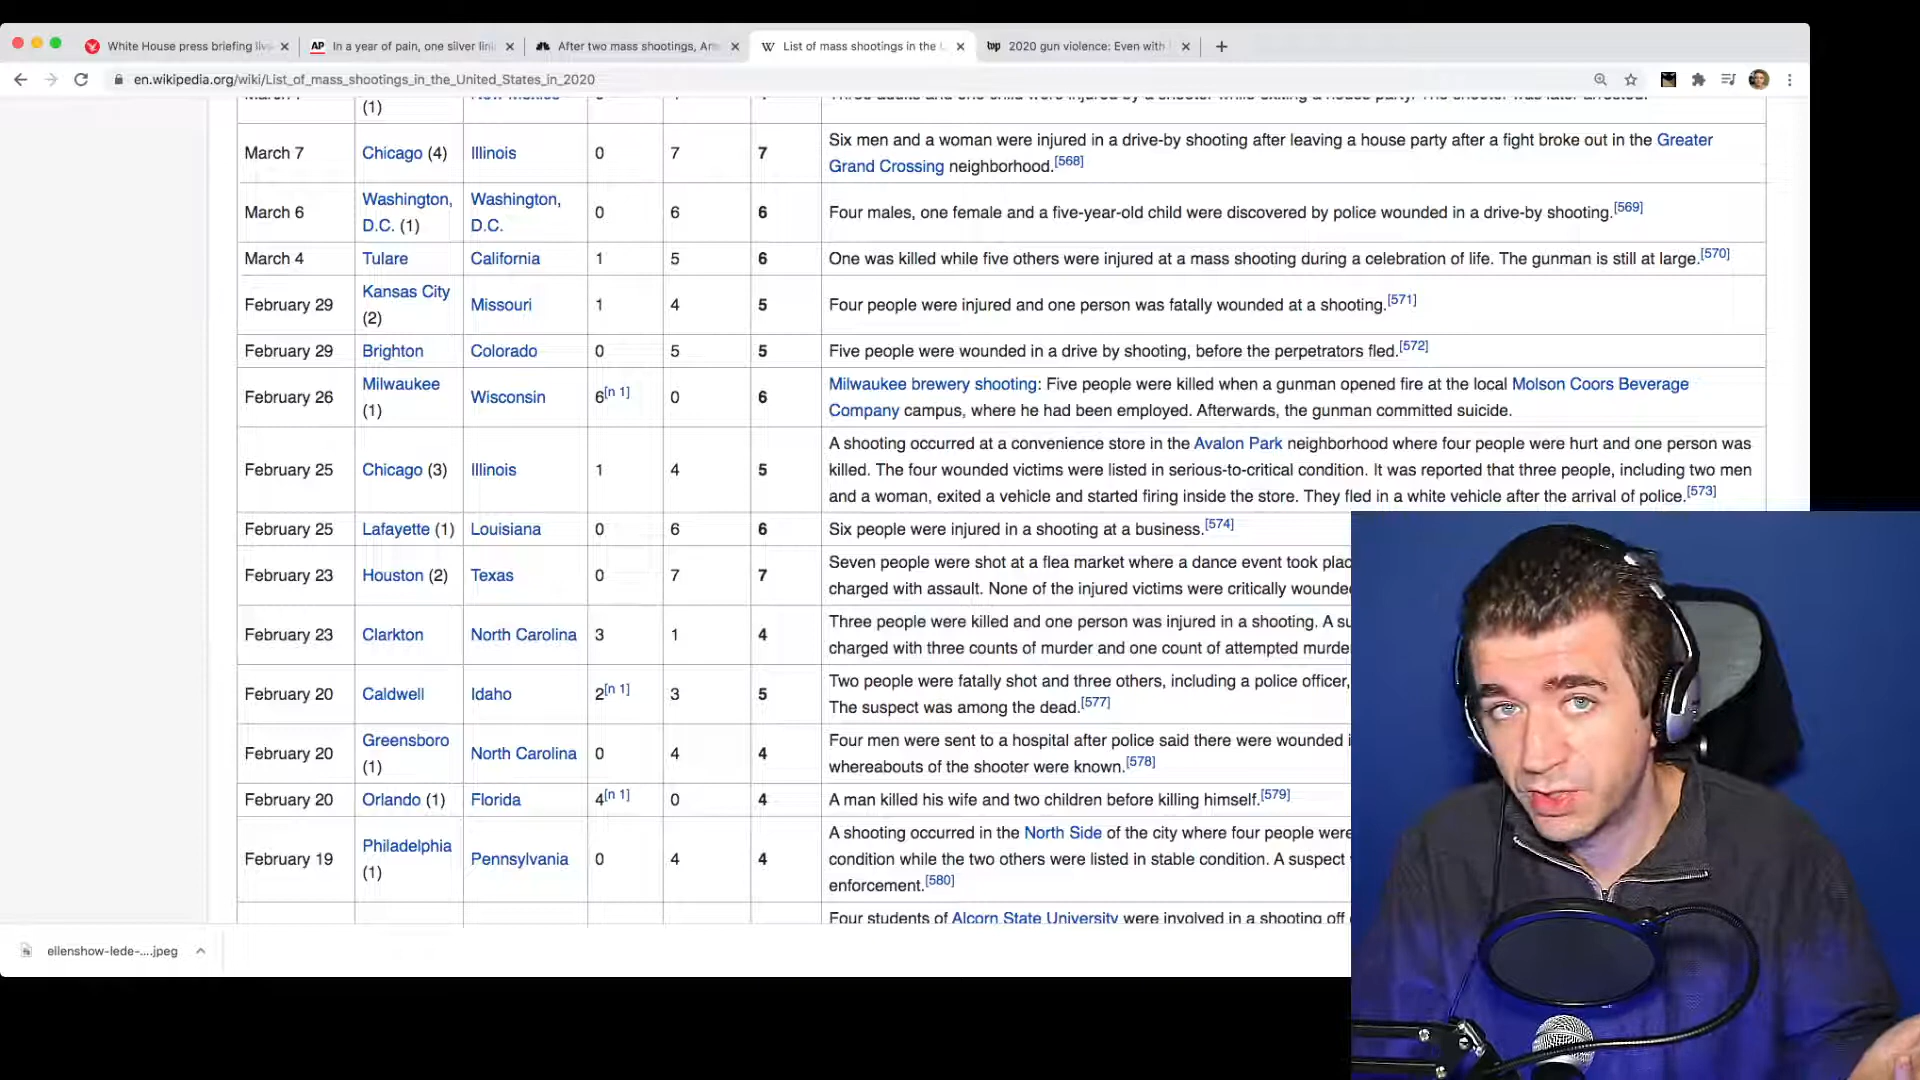 White House press briefing live
AP In a year of pain, one silver lini
After two mass shootings, Am
W List of mass shootings in the U
wp 2020 gun violence: Even with
en.wikipedia.org/wiki/List_of_mass_shootings_in_the_United_States_in_2020
(1)
March 7 Chicago (4) Illinois 0 7 7 Six men and a woman were injured in a drive-by shooting after leaving a house party after a fight broke out in the Greater
Grand Crossing neighborhood.[568]
March 6 Washington, D.C. (1) Washington, D.C. 0 6 6 Four males, one female and a five-year-old child were discovered by police wounded in a drive-by shooting.[569]
March 4 Tulare California 1 5 6 One was killed while five others were injured at a mass shooting during a celebration of life. The gunman is still at large.[570]
February 29 Kansas City (2) Missouri 1 4 5 Four people were injured and one person was fatally wounded at a shooting.[571]
February 29 Brighton Colorado 0 5 5 Five people were wounded in a drive by shooting, before the perpetrators fled.[572]
February 26 Milwaukee (1) Wisconsin 6[n 1] 0 6 Milwaukee brewery shooting: Five people were killed when a gunman opened fire at the local Molson Coors Beverage
Company campus, where he had been employed. Afterwards, the gunman committed suicide.
February 25 Chicago (3) Illinois 1 4 5 A shooting occurred at a convenience store in the Avalon Park neighborhood where four people were hurt and one person was
killed. The four wounded victims were listed in serious-to-critical condition. It was reported that three people, including two men
and a woman, exited a vehicle and started firing inside the store. They fled in a white vehicle after the arrival of police.[573]
February 25 Lafayette (1) Louisiana 0 6 6 Six people were injured in a shooting at a business.[574]
February 23 Houston (2) Texas 0 7 7 Seven people were shot at a flea market where a dance event took plac
charged with assault. None of the injured victims were critically wounded
February 23 Clarkton North Carolina 3 1 4 Three people were killed and one person was injured in a shooting. A su
charged with three counts of murder and one count of attempted murde
February 20 Caldwell Idaho 2[n 1] 3 5 Two people were fatally shot and three others, including a police officer,
The suspect was among the dead.[577]
February 20 Greensboro (1) North Carolina 0 4 4 Four men were sent to a hospital after police said there were wounded i
whereabouts of the shooter were known.[578]
February 20 Orlando (1) Florida 4[n 1] 0 4 A man killed his wife and two children before killing himself.[579]
February 19 Philadelphia (1) Pennsylvania 0 4 4 A shooting occurred in the North Side of the city where four people were
condition while the two others were listed in stable condition. A suspect
enforcement.[580]
Four students of Alcorn State University were involved in a shooting off
ellenshow-lede-....jpeg